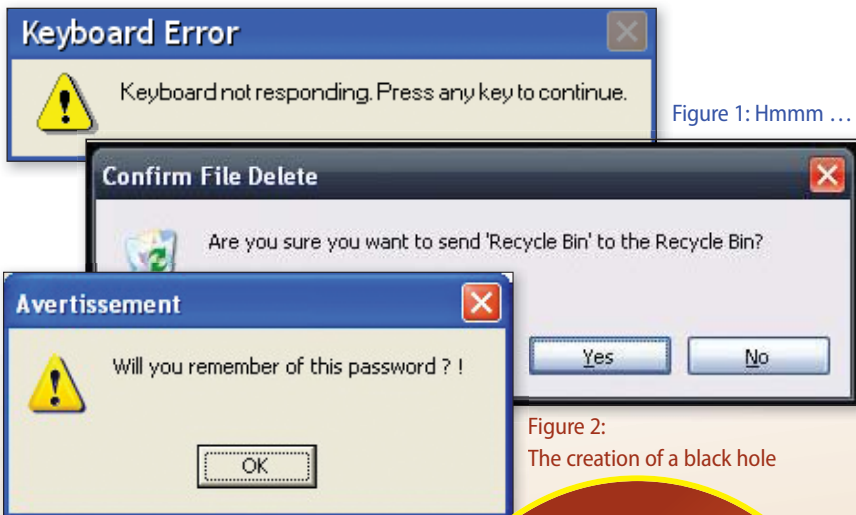 Keyboard Error
Keyboard not responding. Press any key to continue.
Figure 1: Hmmm …
Confirm File Delete
Are you sure you want to send 'Recycle Bin' to the Recycle Bin?
Yes
No
Avertissement
Will you remember of this password ? !
OK
Figure 2:
The creation of a black hole